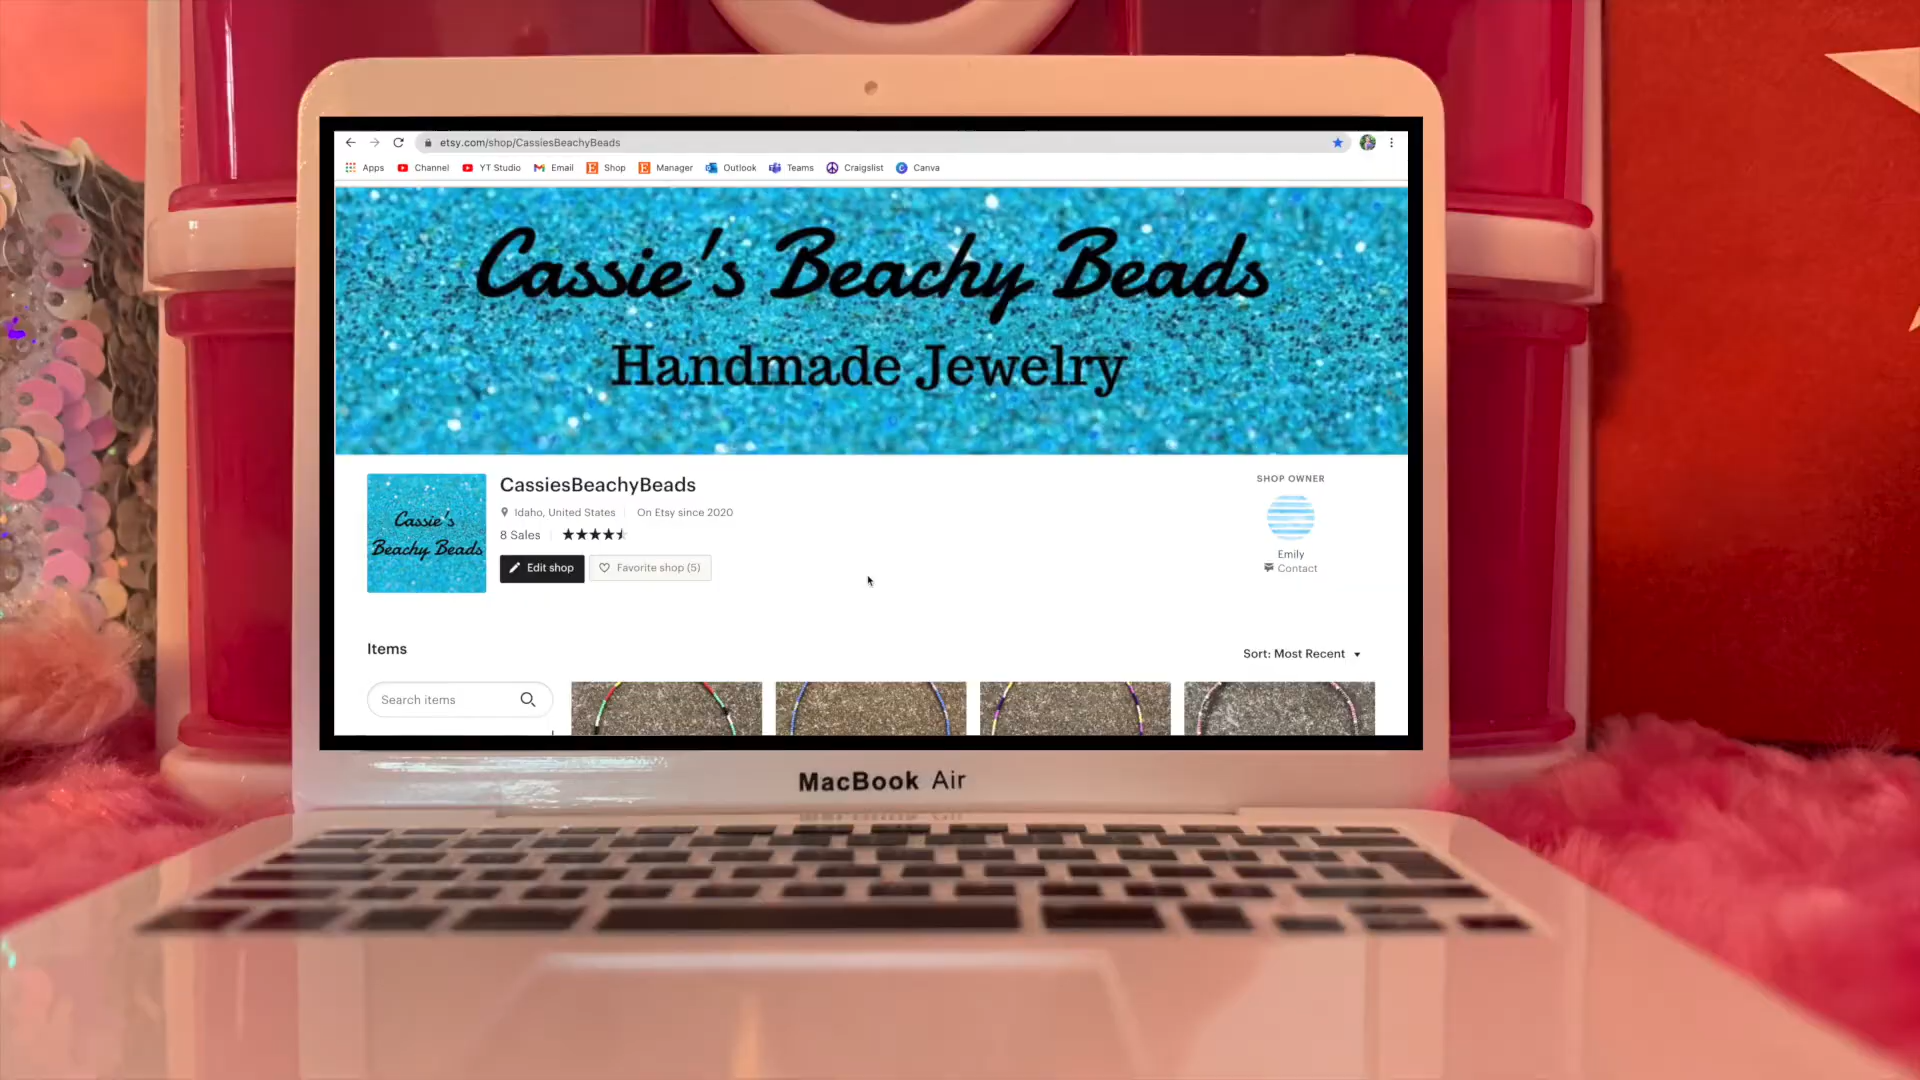 etsy.com/shop/CassiesBeachyBeads
Apps Channel YT Studio Email Shop Manager Outlook Teams Craigslist Canva
Cassie's Beachy Beads
Handmade Jewelry
Cassie's
Beachy Beads
CassiesBeachyBeads
Idaho, United States On Etsy since 2020
8 Sales
Edit shop Favorite shop (5)
SHOP OWNER
Emily
Contact
Items
Sort: Most Recent
Search items
MacBook Air